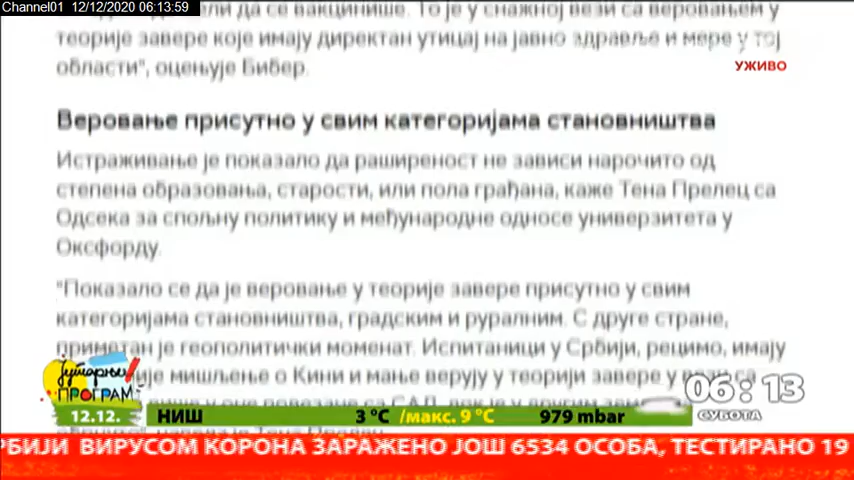 Channel01 12/12/2020 06:13:59
да се вакцинише. То је у снажној вези са веровањем у
теорије завере које имају директан утицај на јавно здравље и мере у тој
области", оцењује Бибер.
УЖИВО
Веровање присутно у свим категоријама становништва
Истраживање је показало да раширеност не зависи нарочито од
степена образовања, старости, или пола грађана, каже Тена Прелец са
Одсека за спољну политику и међународне односе универзитета у
Оксфорду.
"Показало се да је веровање у теорије завере присутно у свим
категоријама становништва, градским и руралним. С друге стране,
приметан је геополитички моменат. Испитаници у Србији, рецимо, имају
мишљење о Кини и мање верују у теорији завере у вези са
Јутарњи
ПРОГРАМ
06:13
СУБОТА
12.12. НИШ 3 °C /макс. 9 °C 979 mbar
РБИЈИ ВИРУСОМ КОРОНА ЗАРАЖЕНО ЈОШ 6534 ОСОБА, ТЕСТИРАНО 19